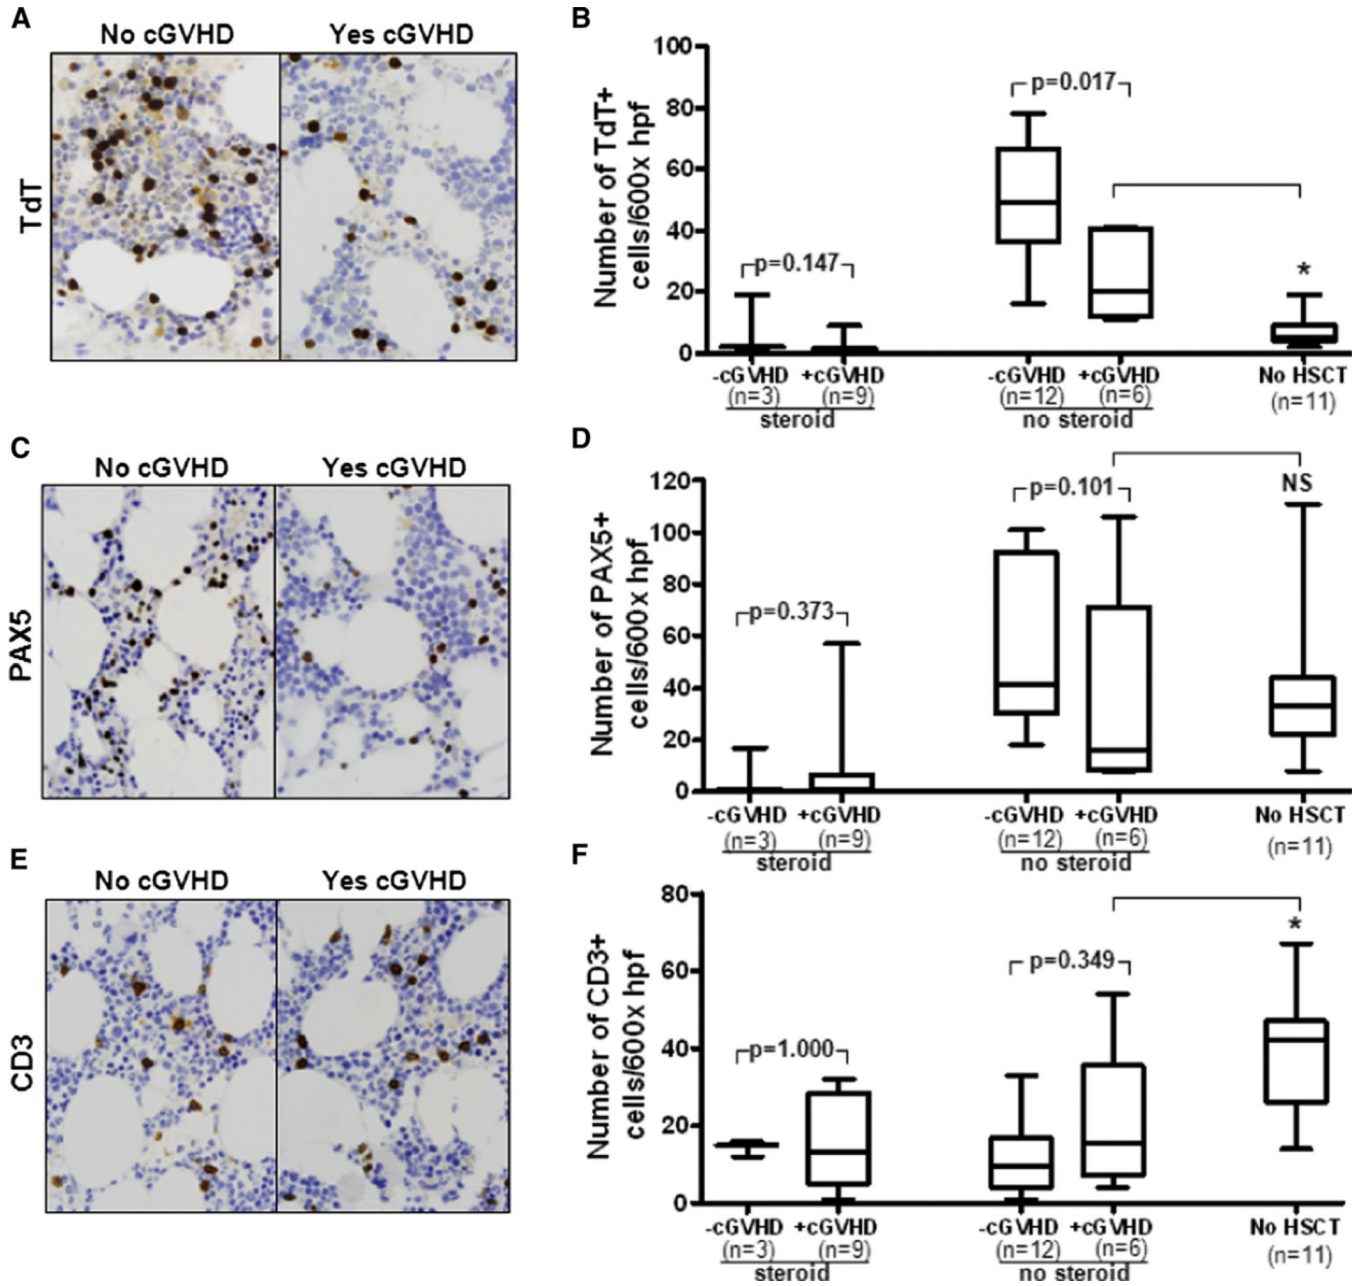 A
No cGVHD Yes cGVHD
TdT
B
Number of TdT+
cells/600x hpf
100
80
60
40
20
0
p=0.147
p=0.017
*
-cGVHD +cGVHD -cGVHD +cGVHD No HSCT
(n=3) (n=9) (n=12) (n=6) (n=11)
steroid no steroid
C
No cGVHD Yes cGVHD
PAX5
D
Number of PAX5+
cells/600x hpf
120
100
80
60
40
20
0
p=0.373
p=0.101
NS
-cGVHD +cGVHD -cGVHD +cGVHD No HSCT
(n=3) (n=9) (n=12) (n=6) (n=11)
steroid no steroid
E
No cGVHD Yes cGVHD
CD3
F
Number of CD3+
cells/600x hpf
80
60
40
20
0
p=1.000
p=0.349
*
-cGVHD +cGVHD -cGVHD +cGVHD No HSCT
(n=3) (n=9) (n=12) (n=6) (n=11)
steroid no steroid